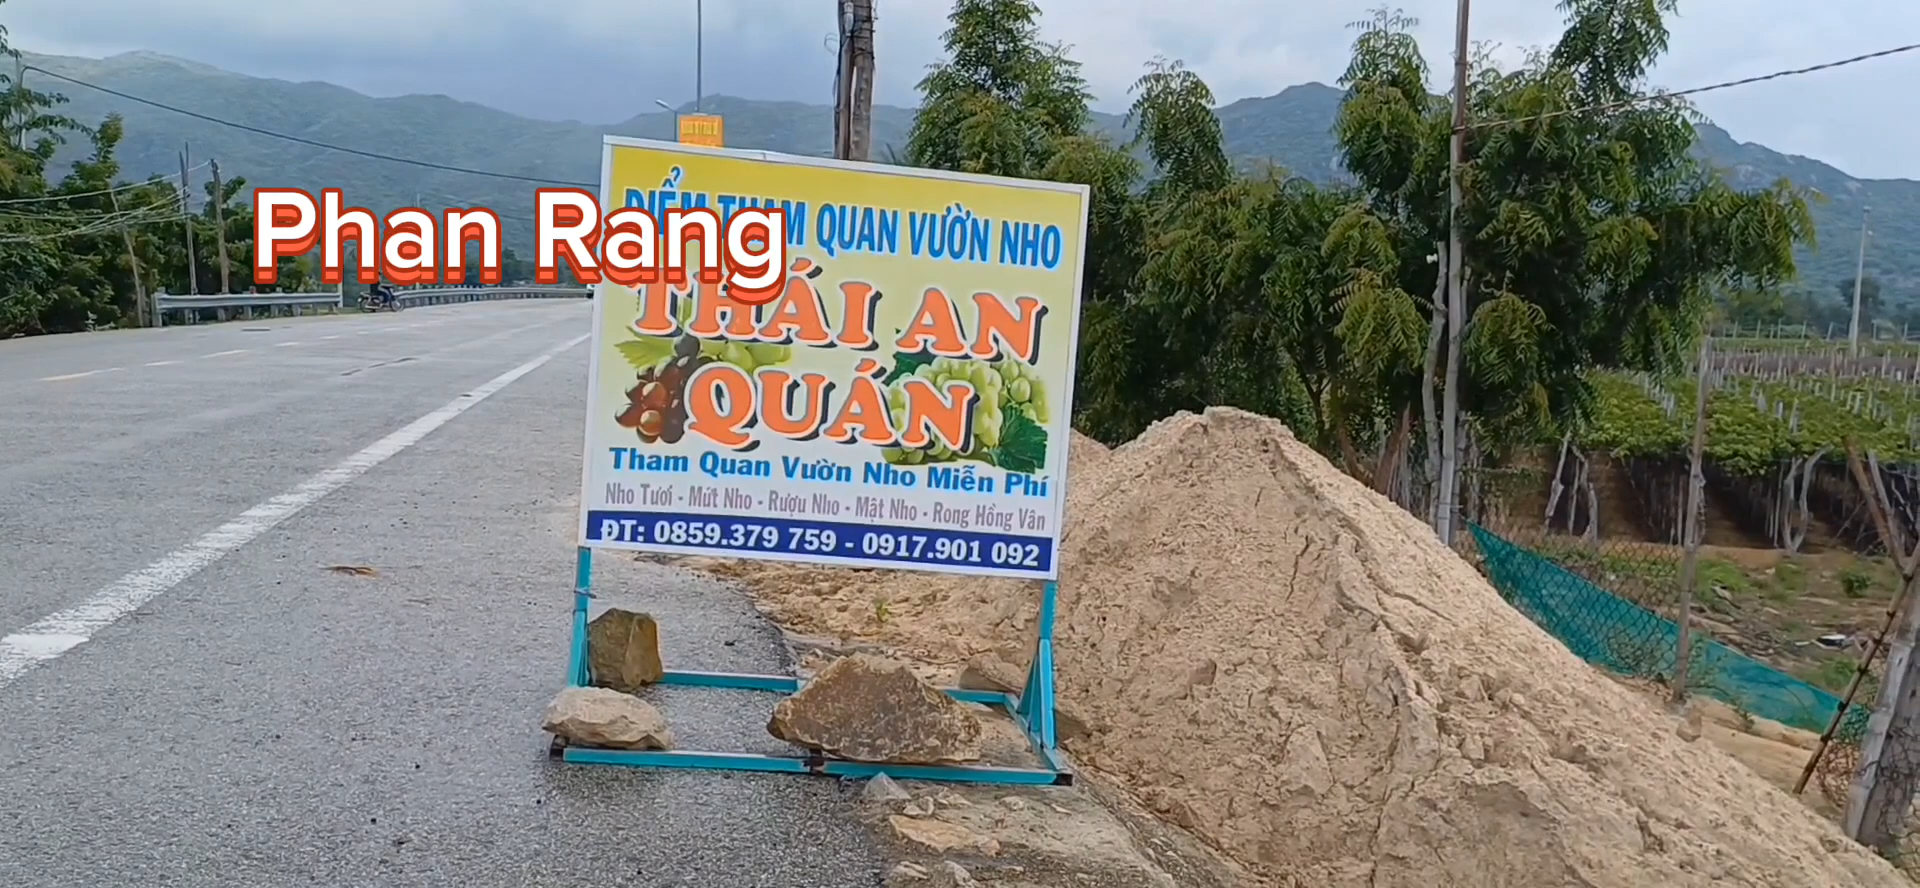 Phan Rang
ĐIỂM THAM QUAN VƯỜN NHO
THÁI AN
QUÁN
Tham Quan Vườn Nho Miễn Phí
Nho Tươi - Mứt Nho - Rượu Nho - Mật Nho - Rong Hồng Vân
ĐT: 0859.379 759 - 0917.901 092